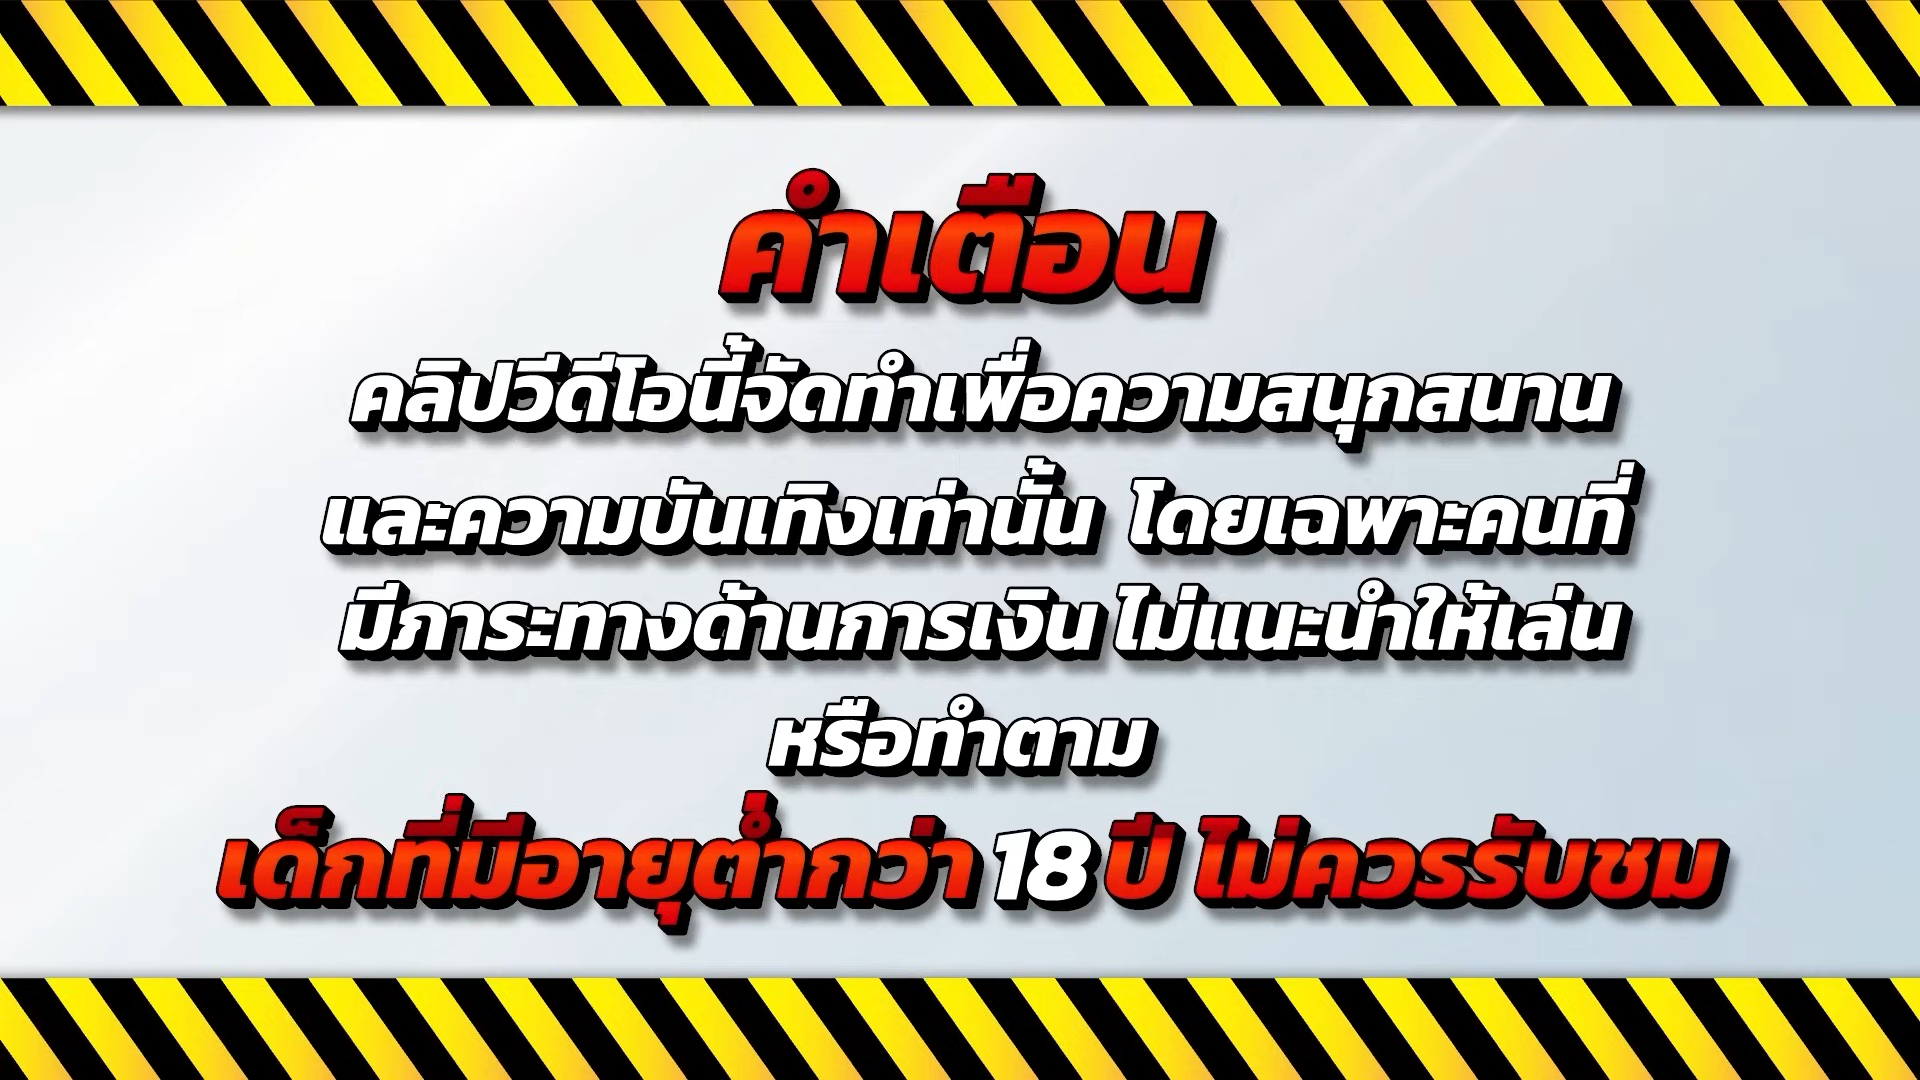 คำเตือน
คลิปวีดีโอนี้จัดทำเพื่อความสนุกสนาน
และความบันเทิงเท่านั้น โดยเฉพาะคนที่
มีภาระทางด้านการเงิน ไม่แนะนำให้เล่น
หรือทำตาม
เด็กที่มีอายุต่ำกว่า 18 ปี ไม่ควรรับชม